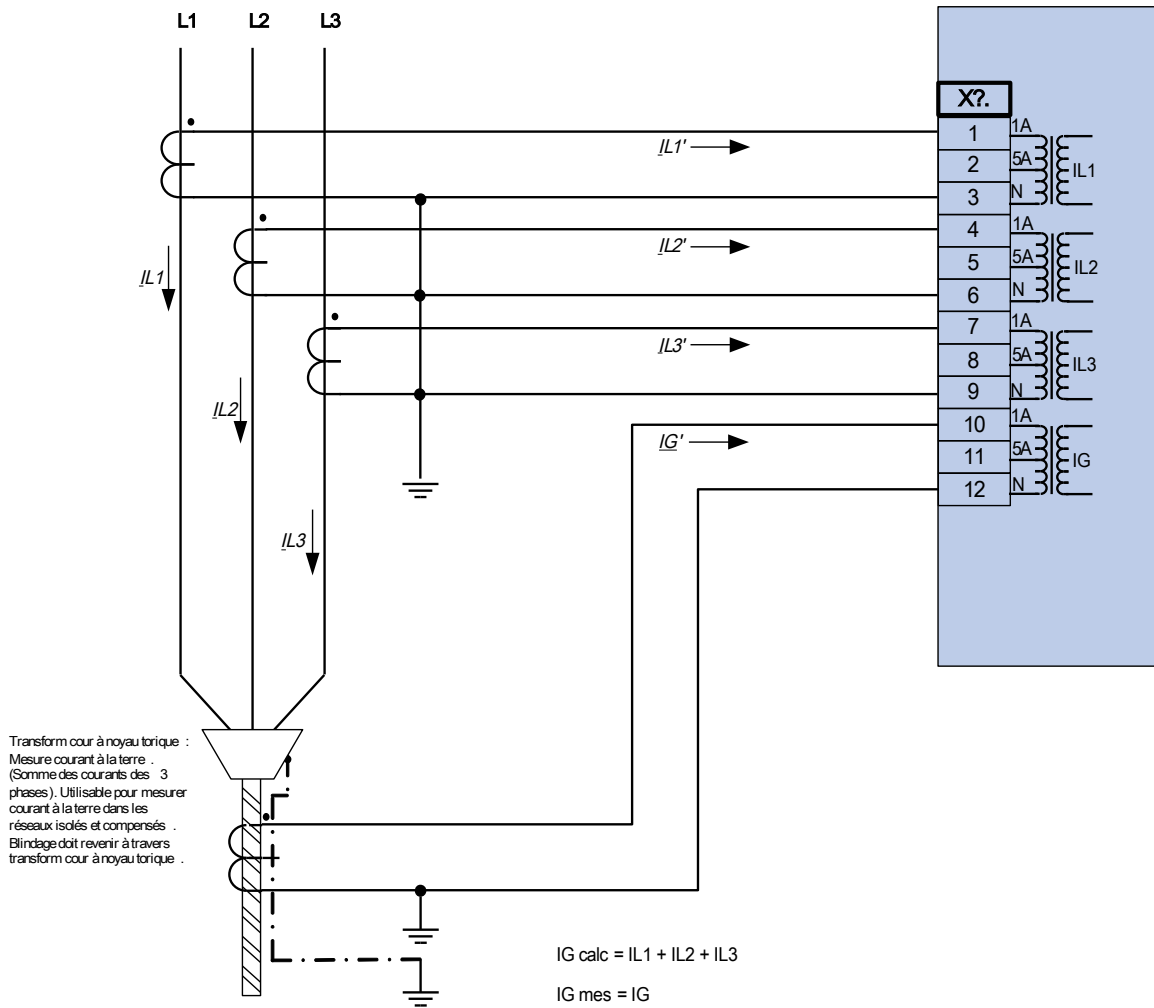 L1 L2 L3
X?.
1 1A
2 5A IL1
3 N
4 1A
5 5A IL2
6 N
7 1A
8 5A IL3
9 N
10 1A
11 5A IG
12 N
IL1'
IL2'
IL3'
IG'
IL1
IL2
IL3
Transform cour à noyau torique :
Mesure courant à la terre .
(Somme des courants des 3
phases). Utilisable pour mesurer
courant à la terre dans les
réseaux isolés et compensés .
Blindage doit revenir à travers
transform cour à noyau torique .
IG calc = IL1 + IL2 + IL3
IG mes = IG